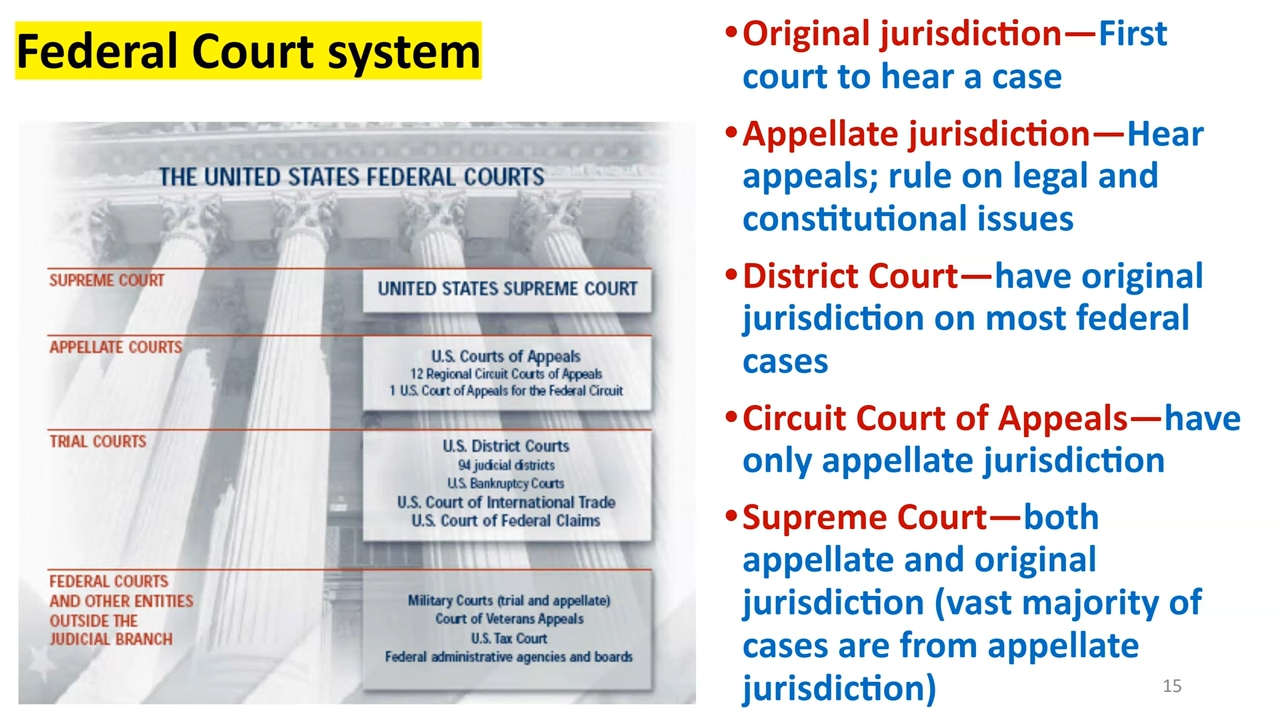 Federal Court system
THE UNITED STATES FEDERAL COURTS
SUPREME COURT
UNITED STATES SUPREME COURT
APPELLATE COURTS
U.S. Courts of Appeals
12 Regional Circuit Courts of Appeals
1 U.S. Court of Appeals for the Federal Circuit
TRIAL COURTS
U.S. District Courts
94 judicial districts
U.S. Bankruptcy Courts
U.S. Court of International Trade
U.S. Court of Federal Claims
FEDERAL COURTS
AND OTHER ENTITIES
OUTSIDE THE
JUDICIAL BRANCH
Military Courts (trial and appellate)
Court of Veterans Appeals
U.S. Tax Court
Federal administrative agencies and boards
•Original jurisdiction—First
court to hear a case
•Appellate jurisdiction—Hear
appeals; rule on legal and
constitutional issues
•District Court—have original
jurisdiction on most federal
cases
•Circuit Court of Appeals—have
only appellate jurisdiction
•Supreme Court—both
appellate and original
jurisdiction (vast majority of
cases are from appellate
jurisdiction)
15